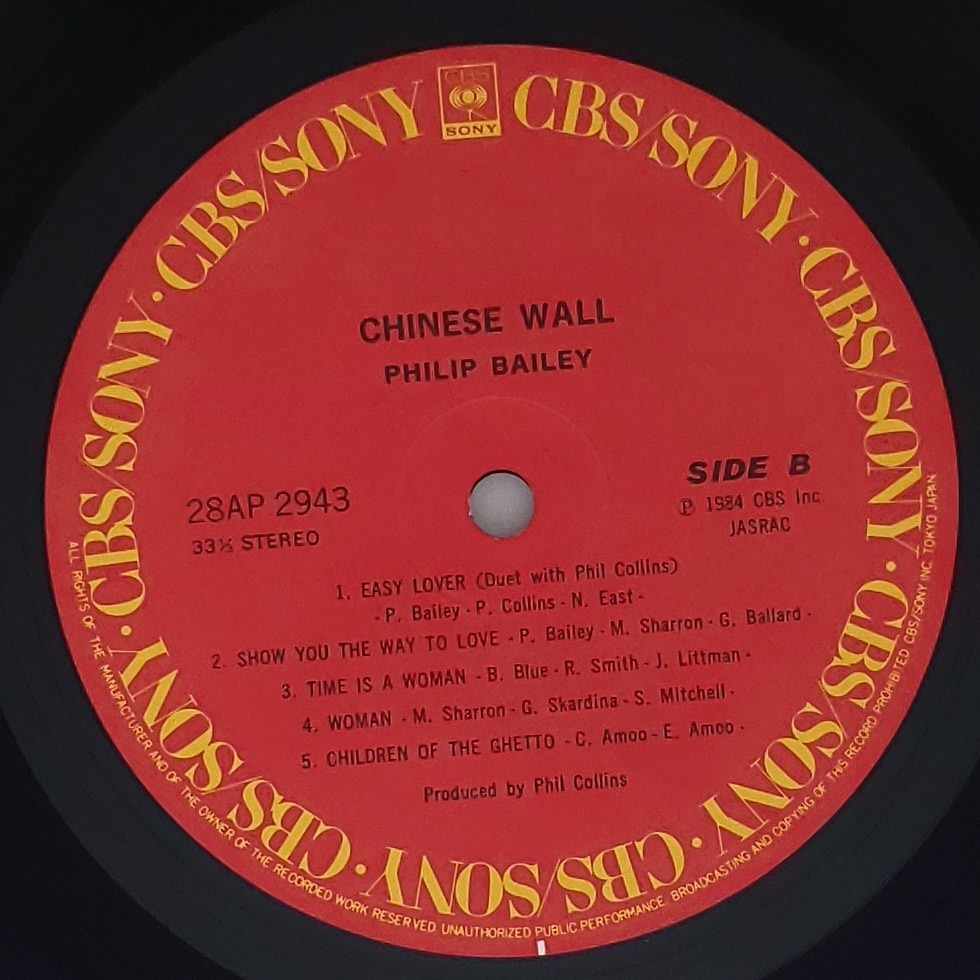 CBS
SONY
CBS/SONY · CBS/SONY · CBS/SONY · CBS/SONY · CBS/SONY · CBS/SONY · CBS/SONY · CBS/SONY
CHINESE WALL
PHILIP BAILEY
28AP 2943
33⅓ STEREO
SIDE B
Ⓟ 1984 CBS Inc.
JASRAC
1. EASY LOVER (Duet with Phil Collins)
- P. Bailey - P. Collins - N. East -
2. SHOW YOU THE WAY TO LOVE - P. Bailey - M. Sharron - G. Ballard -
3. TIME IS A WOMAN - B. Blue - R. Smith - J. Littman -
4. WOMAN - M. Sharron - G. Skardina - S. Mitchell -
5. CHILDREN OF THE GHETTO - C. Amoo - E. Amoo -
Produced by Phil Collins
ALL RIGHTS OF THE MANUFACTURER AND OF THE OWNER OF THE RECORDED WORK RESERVED UNAUTHORIZED PUBLIC PERFORMANCE BROADCASTING AND COPYING OF THIS RECORD PROHIBITED CBS/SONY INC. TOKYO JAPAN